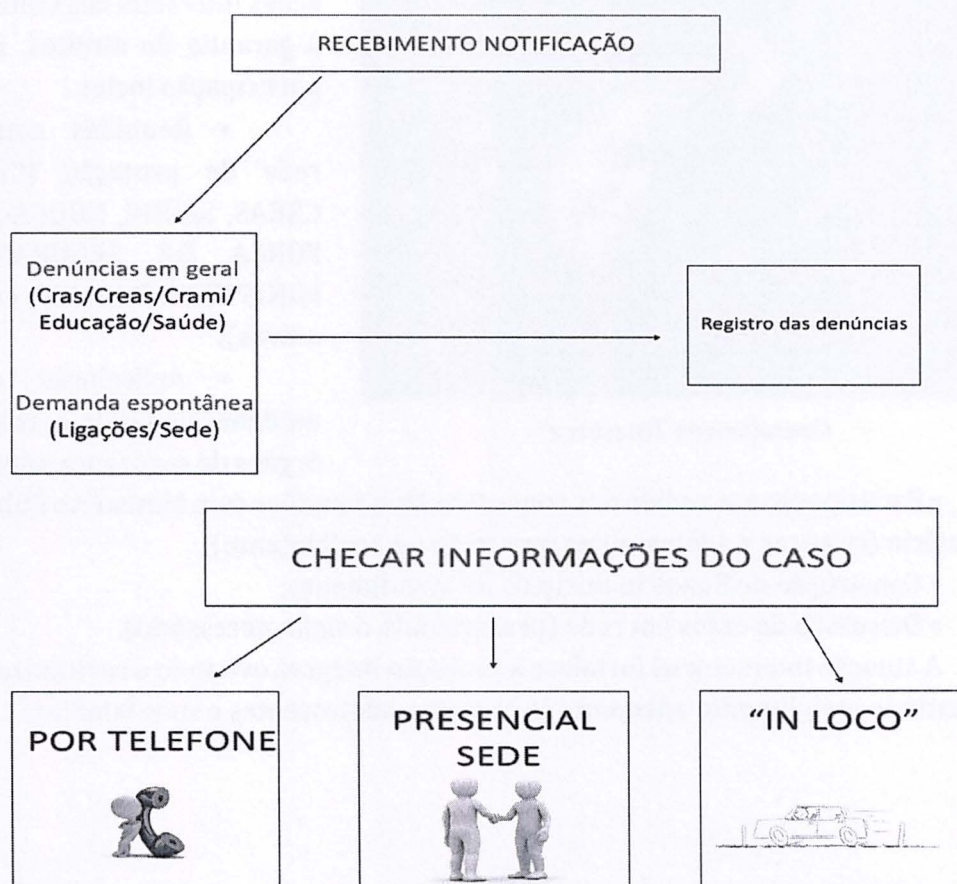 RECEBIMENTO NOTIFICAÇÃO
Denúncias em geral
(Cras/Creas/Crami/
Educação/Saúde)
Demanda espontânea
(Ligações/Sede)
Registro das denúncias
CHECAR INFORMAÇÕES DO CASO
POR TELEFONE
PRESENCIAL
SEDE
“IN LOCO”